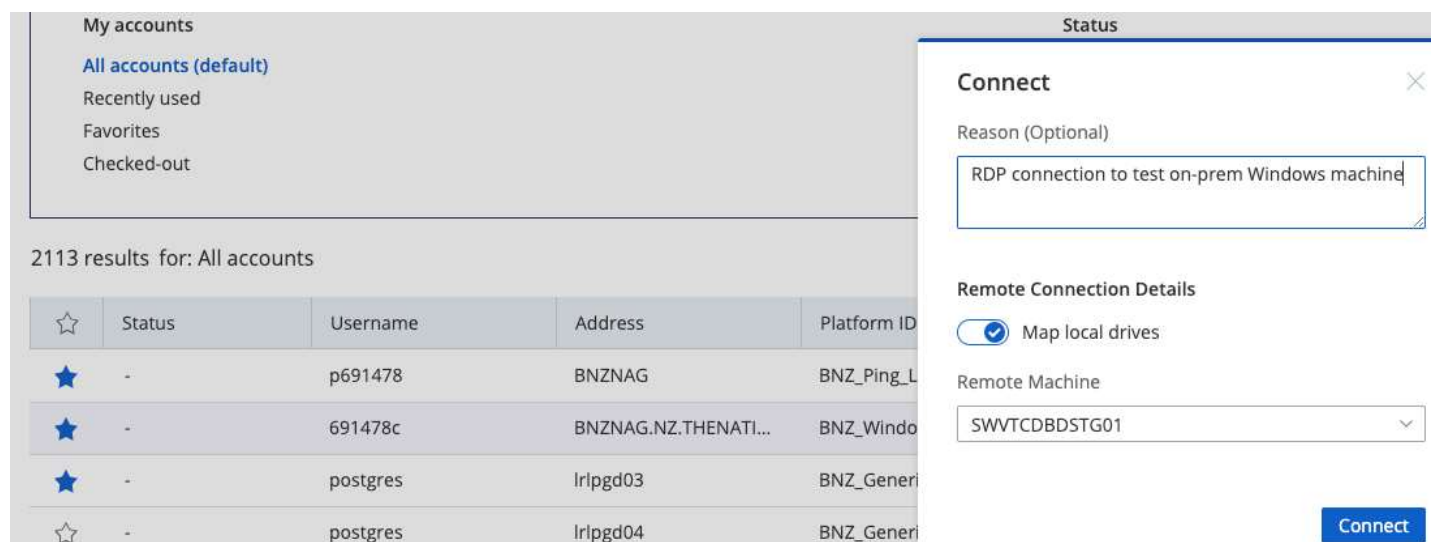 My accounts
Status
All accounts (default)
Recently used
Favorites
Checked-out
2113 results for: All accounts
Status Username Address Platform ID
- p691478 BNZNAG BNZ_Ping_L
- 691478c BNZNAG.NZ.THENATI... BNZ_Windo
- postgres lrlpgd03 BNZ_Generi
- postgres lrlpgd04 BNZ_Generi
Connect
Reason (Optional)
RDP connection to test on-prem Windows machine
Remote Connection Details
Map local drives
Remote Machine
SWVTCDBDSTG01
Connect